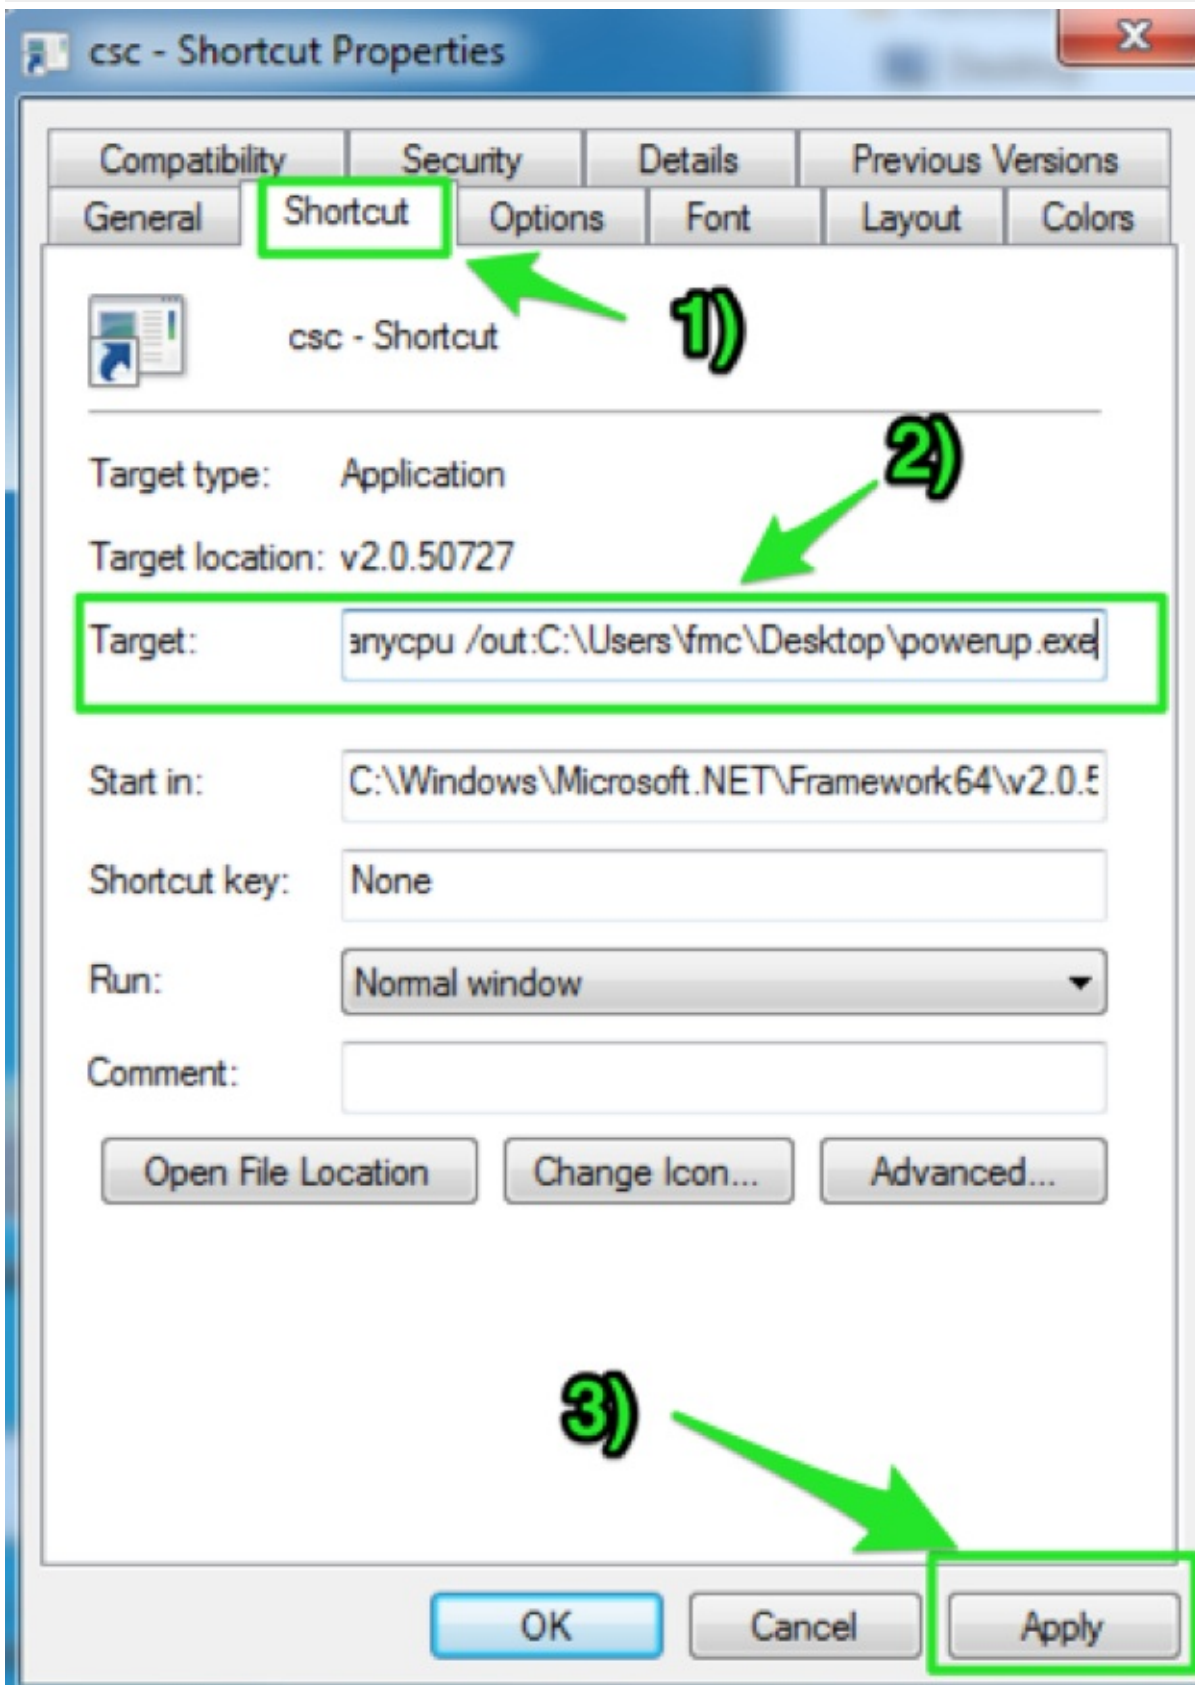 csc - Shortcut Properties
x
Compatibility Security Details Previous Versions
General Shortcut Options Font Layout Colors
1)
csc - Shortcut
2)
Target type: Application
Target location: v2.0.50727
Target: anycpu /out:C:\Users\fmc\Desktop\powerup.exe
Start in: C:\Windows\Microsoft.NET\Framework64\v2.0.5
Shortcut key: None
Run: Normal window
Comment:
Open File Location Change Icon... Advanced...
3)
OK Cancel Apply